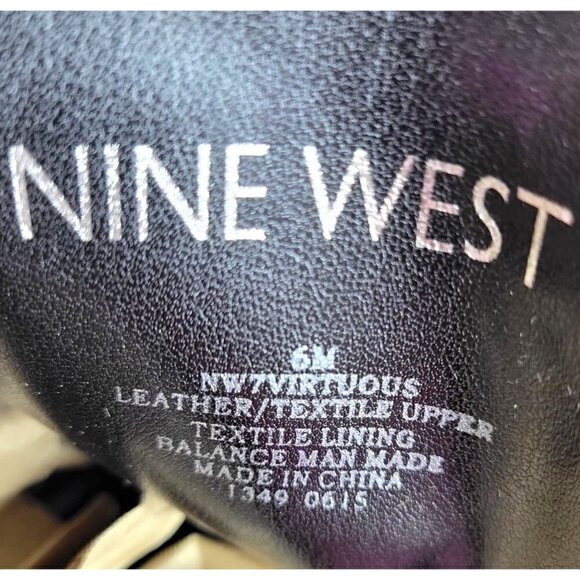 NINE WEST
6M
NW7VIRTUOUS
LEATHER/TEXTILE UPPER
TEXTILE LINING
BALANCE MAN MADE
MADE IN CHINA
1349 0615